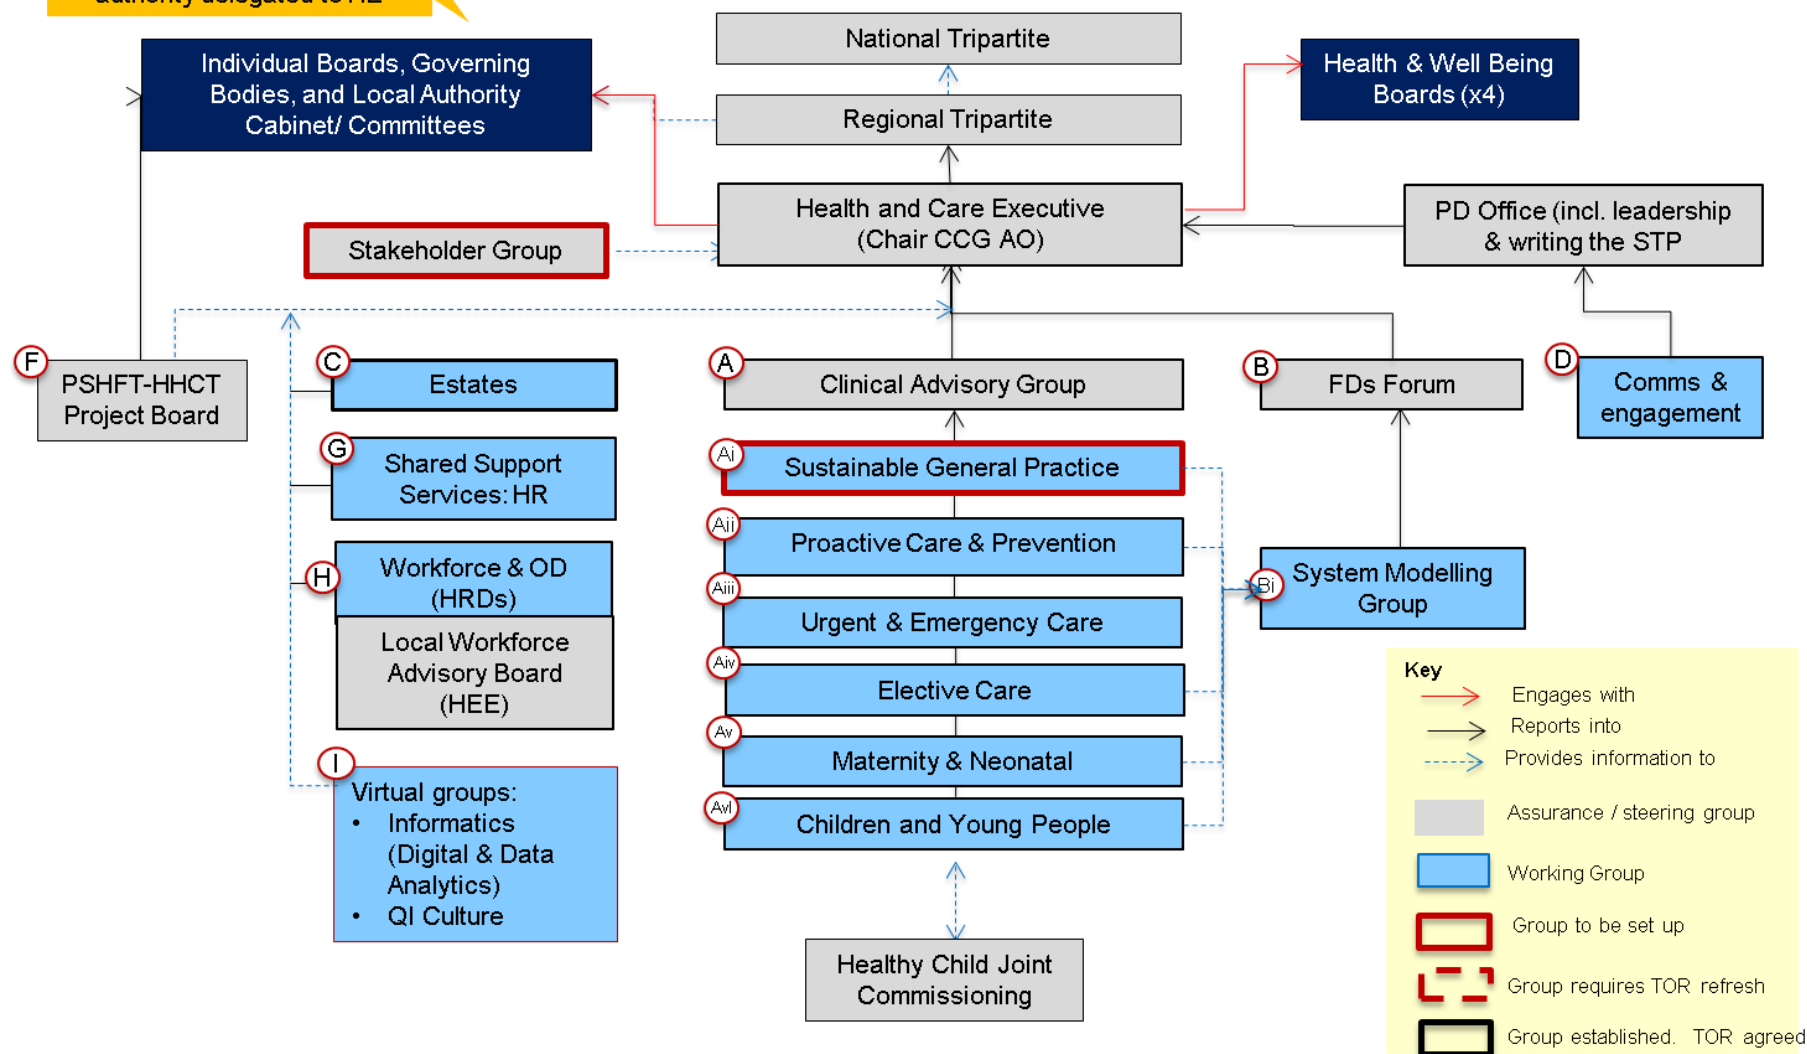 National Tripartite
Individual Boards, Governing
Bodies, and Local Authority
Cabinet/ Committees
Health & Well Being
Boards (x4)
Regional Tripartite
Health and Care Executive
(Chair CCG AO)
PD Office (incl. leadership
& writing the STP
Stakeholder Group
F
PSHFT-HHCT
Project Board
C
Estates
A
Clinical Advisory Group
B
FDs Forum
D
Comms &
engagement
G
Shared Support
Services: HR
Ai
Sustainable General Practice
Aii
Proactive Care & Prevention
H
Workforce & OD
(HRDs)
Aiii
Urgent & Emergency Care
Bi
System Modelling
Group
Local Workforce
Advisory Board
(HEE)
Aiv
Elective Care
Av
Maternity & Neonatal
I
Virtual groups:
• Informatics
(Digital & Data
Analytics)
• QI Culture
Avi
Children and Young People
Healthy Child Joint
Commissioning
Key
Engages with
Reports into
Provides information to
Assurance / steering group
Working Group
Group to be set up
Group requires TOR refresh
Group established. TOR agreed